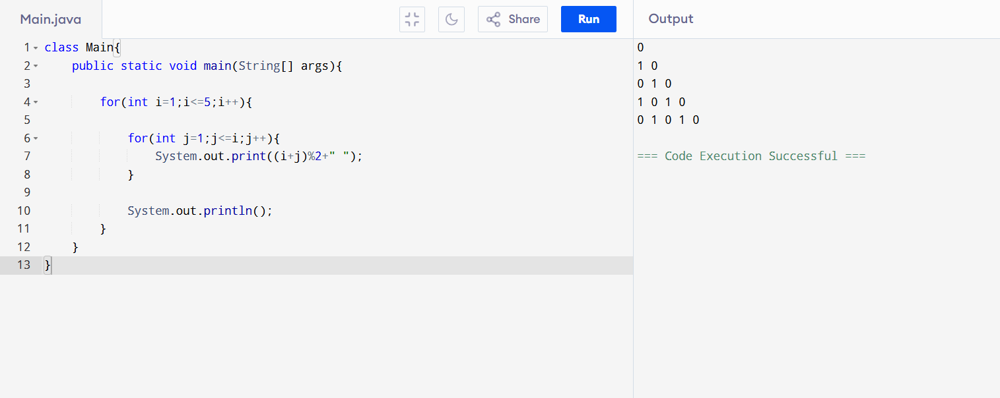 Main.java
Share
Run
Output
1 class Main{
2     public static void main(String[] args){
3
4         for(int i=1;i<=5;i++){
5
6             for(int j=1;j<=i;j++){
7                 System.out.print((i+j)%2+" ");
8             }
9
10             System.out.println();
11         }
12     }
13 }
0
1 0
0 1 0
1 0 1 0
0 1 0 1 0
=== Code Execution Successful ===